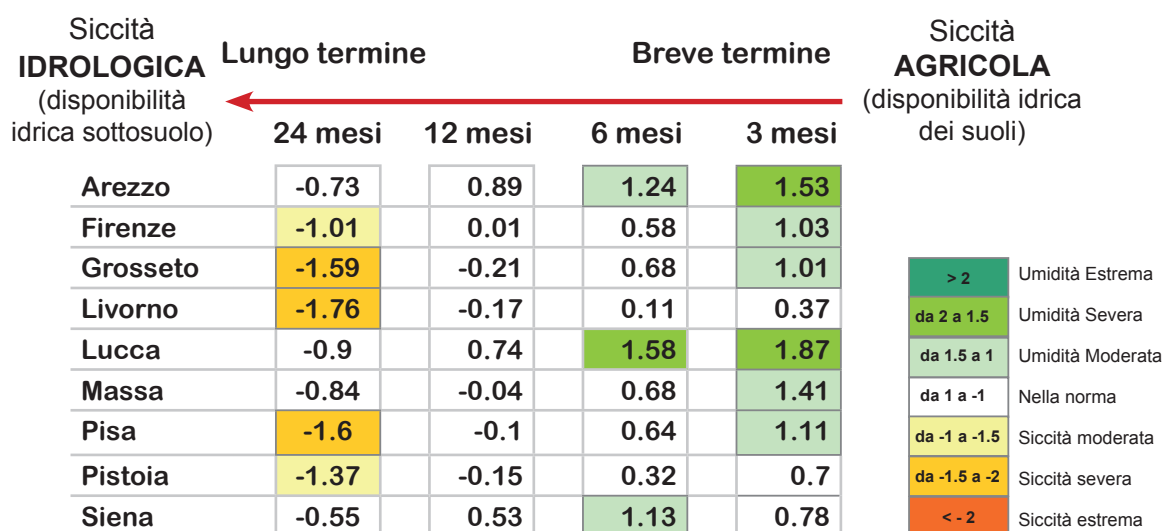 Siccità
IDROLOGICA
(disponibilità
idrica sottosuolo)
Lungo termine
Breve termine
Siccità
AGRICOLA
(disponibilità idrica
dei suoli)
24 mesi 12 mesi 6 mesi 3 mesi
Arezzo -0.73 0.89 1.24 1.53
Firenze -1.01 0.01 0.58 1.03
Grosseto -1.59 -0.21 0.68 1.01
Livorno -1.76 -0.17 0.11 0.37
Lucca -0.9 0.74 1.58 1.87
Massa -0.84 -0.04 0.68 1.41
Pisa -1.6 -0.1 0.64 1.11
Pistoia -1.37 -0.15 0.32 0.7
Siena -0.55 0.53 1.13 0.78
> 2 Umidità Estrema
da 2 a 1.5 Umidità Severa
da 1.5 a 1 Umidità Moderata
da 1 a -1 Nella norma
da -1 a -1.5 Siccità moderata
da -1.5 a -2 Siccità severa
< - 2 Siccità estrema